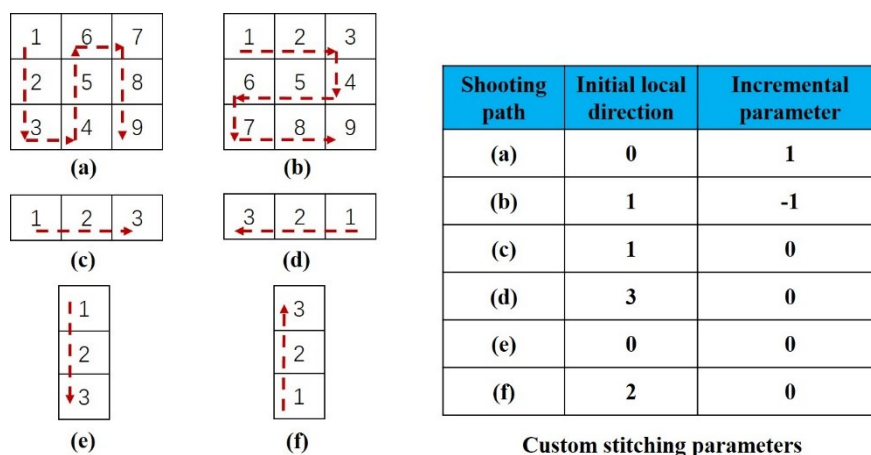 1 6 7
2 5 8
3 4 9
(a)
1 2 3
6 5 4
7 8 9
(b)
1 2 3
(c)
3 2 1
(d)
1
2
3
(e)
3
2
1
(f)
Shooting path Initial local direction Incremental parameter
(a) 0 1
(b) 1 -1
(c) 1 0
(d) 3 0
(e) 0 0
(f) 2 0
Custom stitching parameters